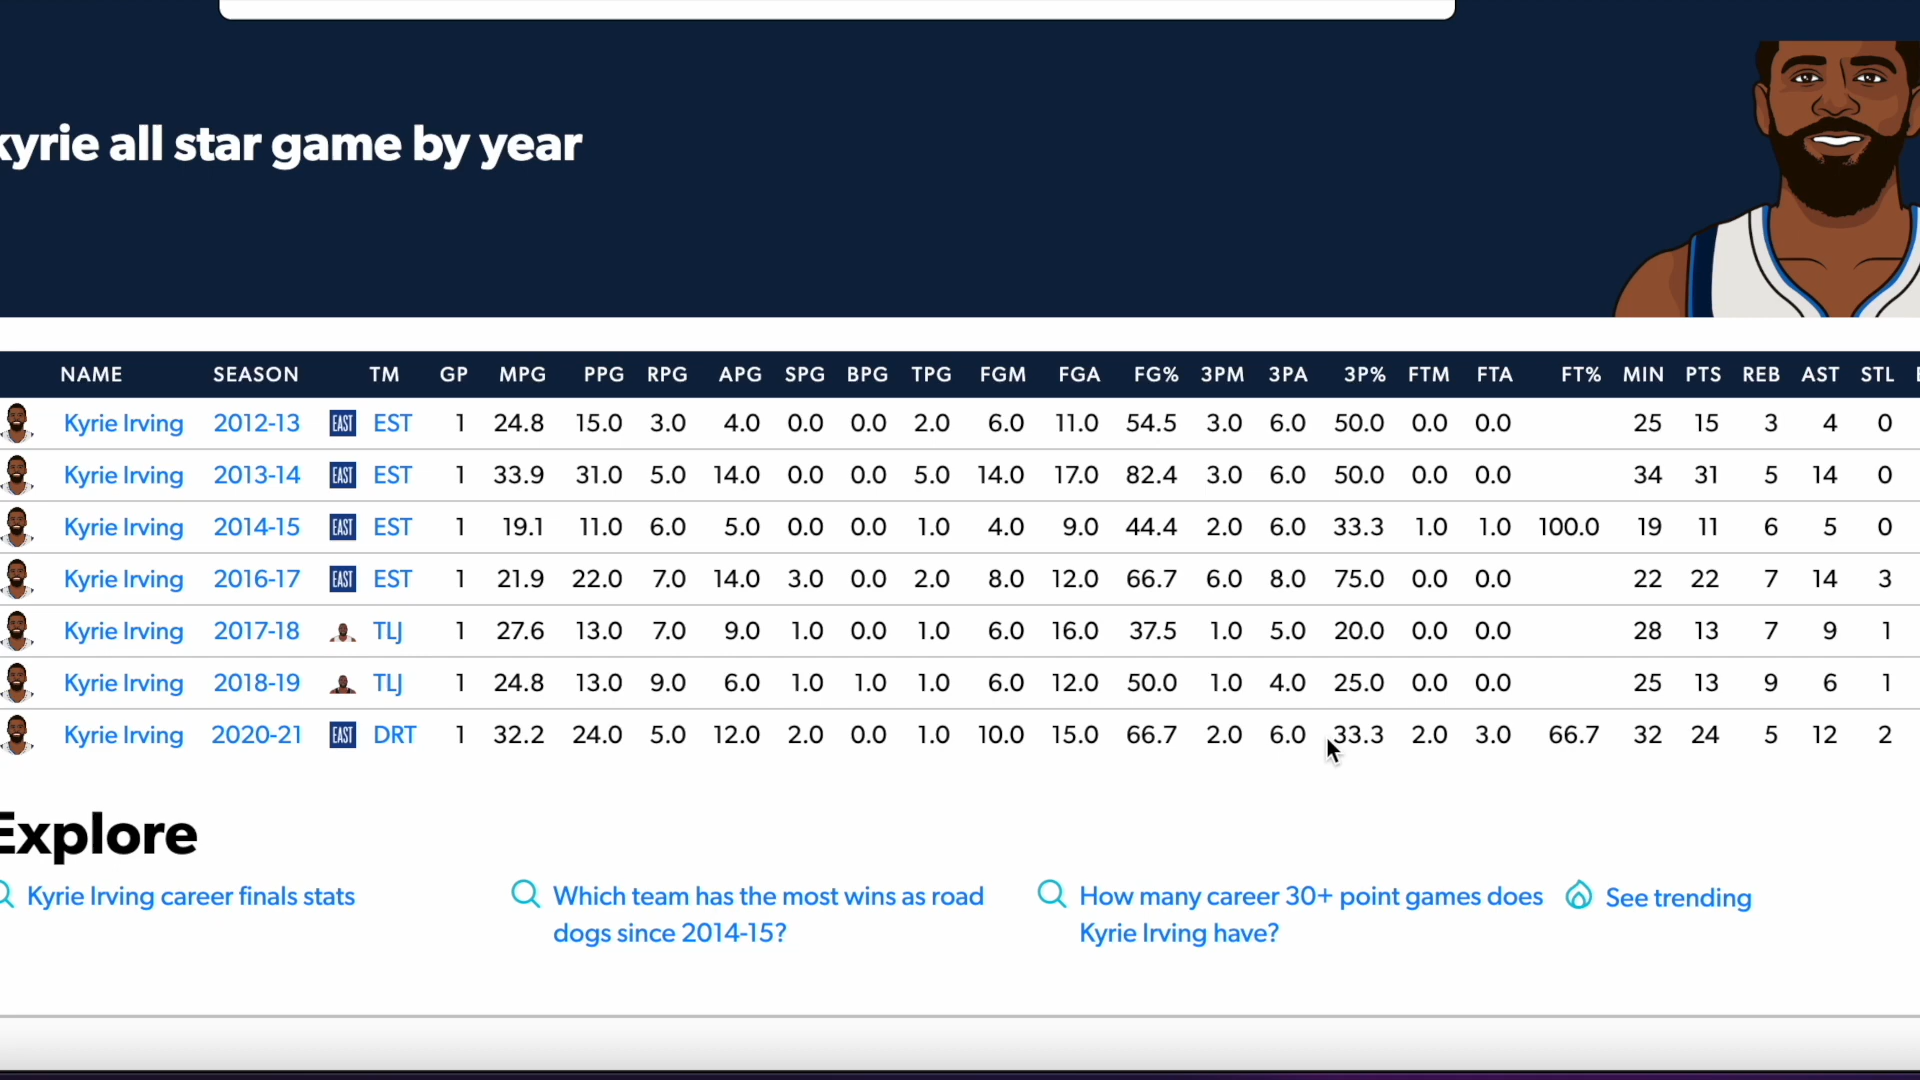 kyrie all star game by year
NAME SEASON TM GP MPG PPG RPG APG SPG BPG TPG FGM FGA FG% 3PM 3PA 3P% FTM FTA FT% MIN PTS REB AST STL
Kyrie Irving 2012-13 EAST EST 1 24.8 15.0 3.0 4.0 0.0 0.0 2.0 6.0 11.0 54.5 3.0 6.0 50.0 0.0 0.0 25 15 3 4 0
Kyrie Irving 2013-14 EAST EST 1 33.9 31.0 5.0 14.0 0.0 0.0 5.0 14.0 17.0 82.4 3.0 6.0 50.0 0.0 0.0 34 31 5 14 0
Kyrie Irving 2014-15 EAST EST 1 19.1 11.0 6.0 5.0 0.0 0.0 1.0 4.0 9.0 44.4 2.0 6.0 33.3 1.0 1.0 100.0 19 11 6 5 0
Kyrie Irving 2016-17 EAST EST 1 21.9 22.0 7.0 14.0 3.0 0.0 2.0 8.0 12.0 66.7 6.0 8.0 75.0 0.0 0.0 22 22 7 14 3
Kyrie Irving 2017-18 TLJ 1 27.6 13.0 7.0 9.0 1.0 0.0 1.0 6.0 16.0 37.5 1.0 5.0 20.0 0.0 0.0 28 13 7 9 1
Kyrie Irving 2018-19 TLJ 1 24.8 13.0 9.0 6.0 1.0 1.0 1.0 6.0 12.0 50.0 1.0 4.0 25.0 0.0 0.0 25 13 9 6 1
Kyrie Irving 2020-21 EAST DRT 1 32.2 24.0 5.0 12.0 2.0 0.0 1.0 10.0 15.0 66.7 2.0 6.0 33.3 2.0 3.0 66.7 32 24 5 12 2
Explore
Kyrie Irving career finals stats
Which team has the most wins as road
dogs since 2014-15?
How many career 30+ point games does
Kyrie Irving have?
See trending